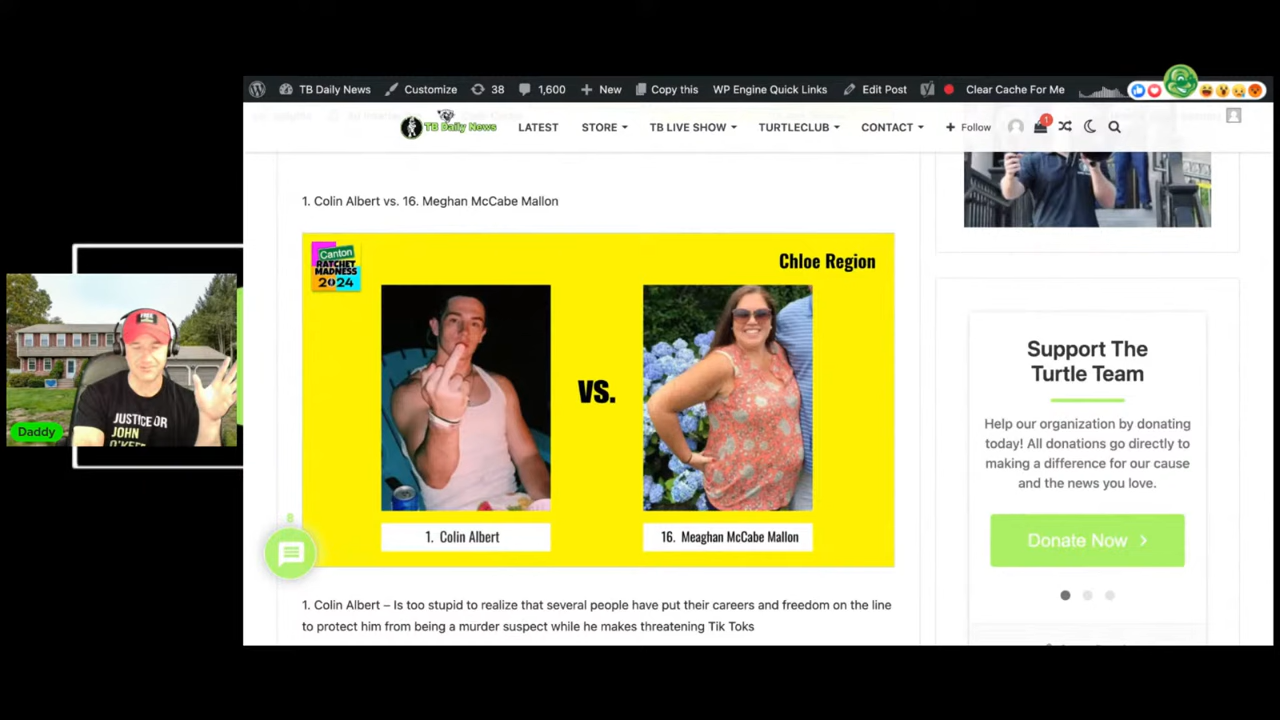 TB Daily News
Customize
38
1,600
New
Copy this
WP Engine Quick Links
Edit Post
Clear Cache For Me
TB Daily News
LATEST
STORE
TB LIVE SHOW
TURTLECLUB
CONTACT
+ Follow
1
1. Colin Albert vs. 16. Meghan McCabe Mallon
Canton
RATCHET
MADNESS
2024
Chloe Region
VS.
1. Colin Albert
16. Meaghan McCabe Mallon
1. Colin Albert – Is too stupid to realize that several people have put their careers and freedom on the line
to protect him from being a murder suspect while he makes threatening Tik Toks
Support The
Turtle Team
Help our organization by donating
today! All donations go directly to
making a difference for our cause
and the news you love.
Donate Now
JUSTICE
JOHN
Daddy